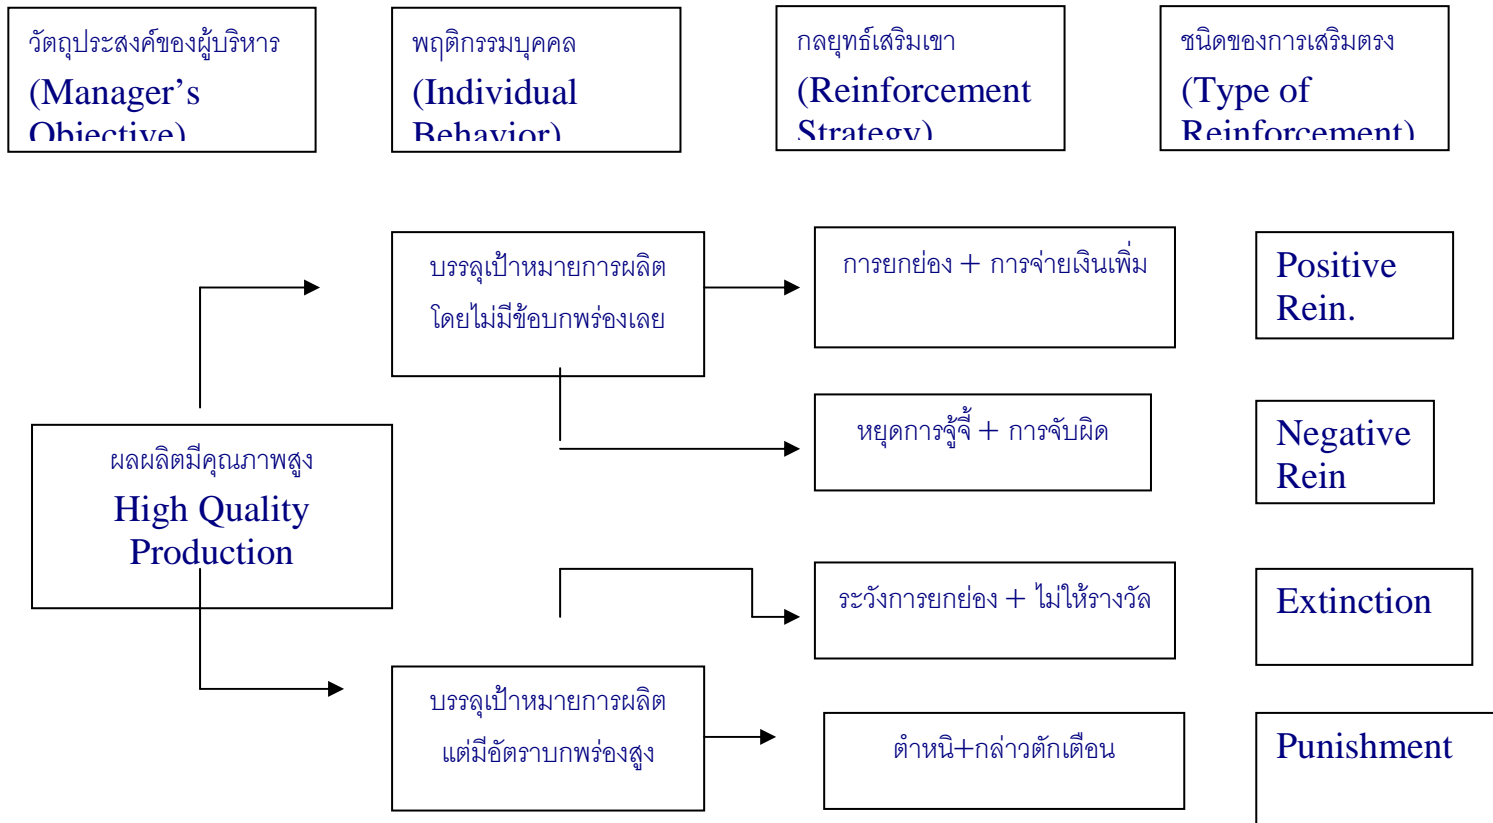 วัตถุประสงค์ของผู้บริหาร
(Manager's
Objective)
พฤติกรรมบุคคล
(Individual
Behavior)
กลยุทธ์เสริมเขา
(Reinforcement
Strategy)
ชนิดของการเสริมตรง
(Type of
Reinforcement)
บรรลุเป้าหมายการผลิต
โดยไม่มีข้อบกพร่องเลย
การยกย่อง + การจ่ายเงินเพิ่ม
Positive
Rein.
หยุดการจู้จี้ + การจับผิด
Negative
Rein
ผลผลิตมีคุณภาพสูง
High Quality
Production
ระวังการยกย่อง + ไม่ให้รางวัล
Extinction
บรรลุเป้าหมายการผลิต
แต่มีอัตราบกพร่องสูง
ตำหนิ+กล่าวตักเตือน
Punishment